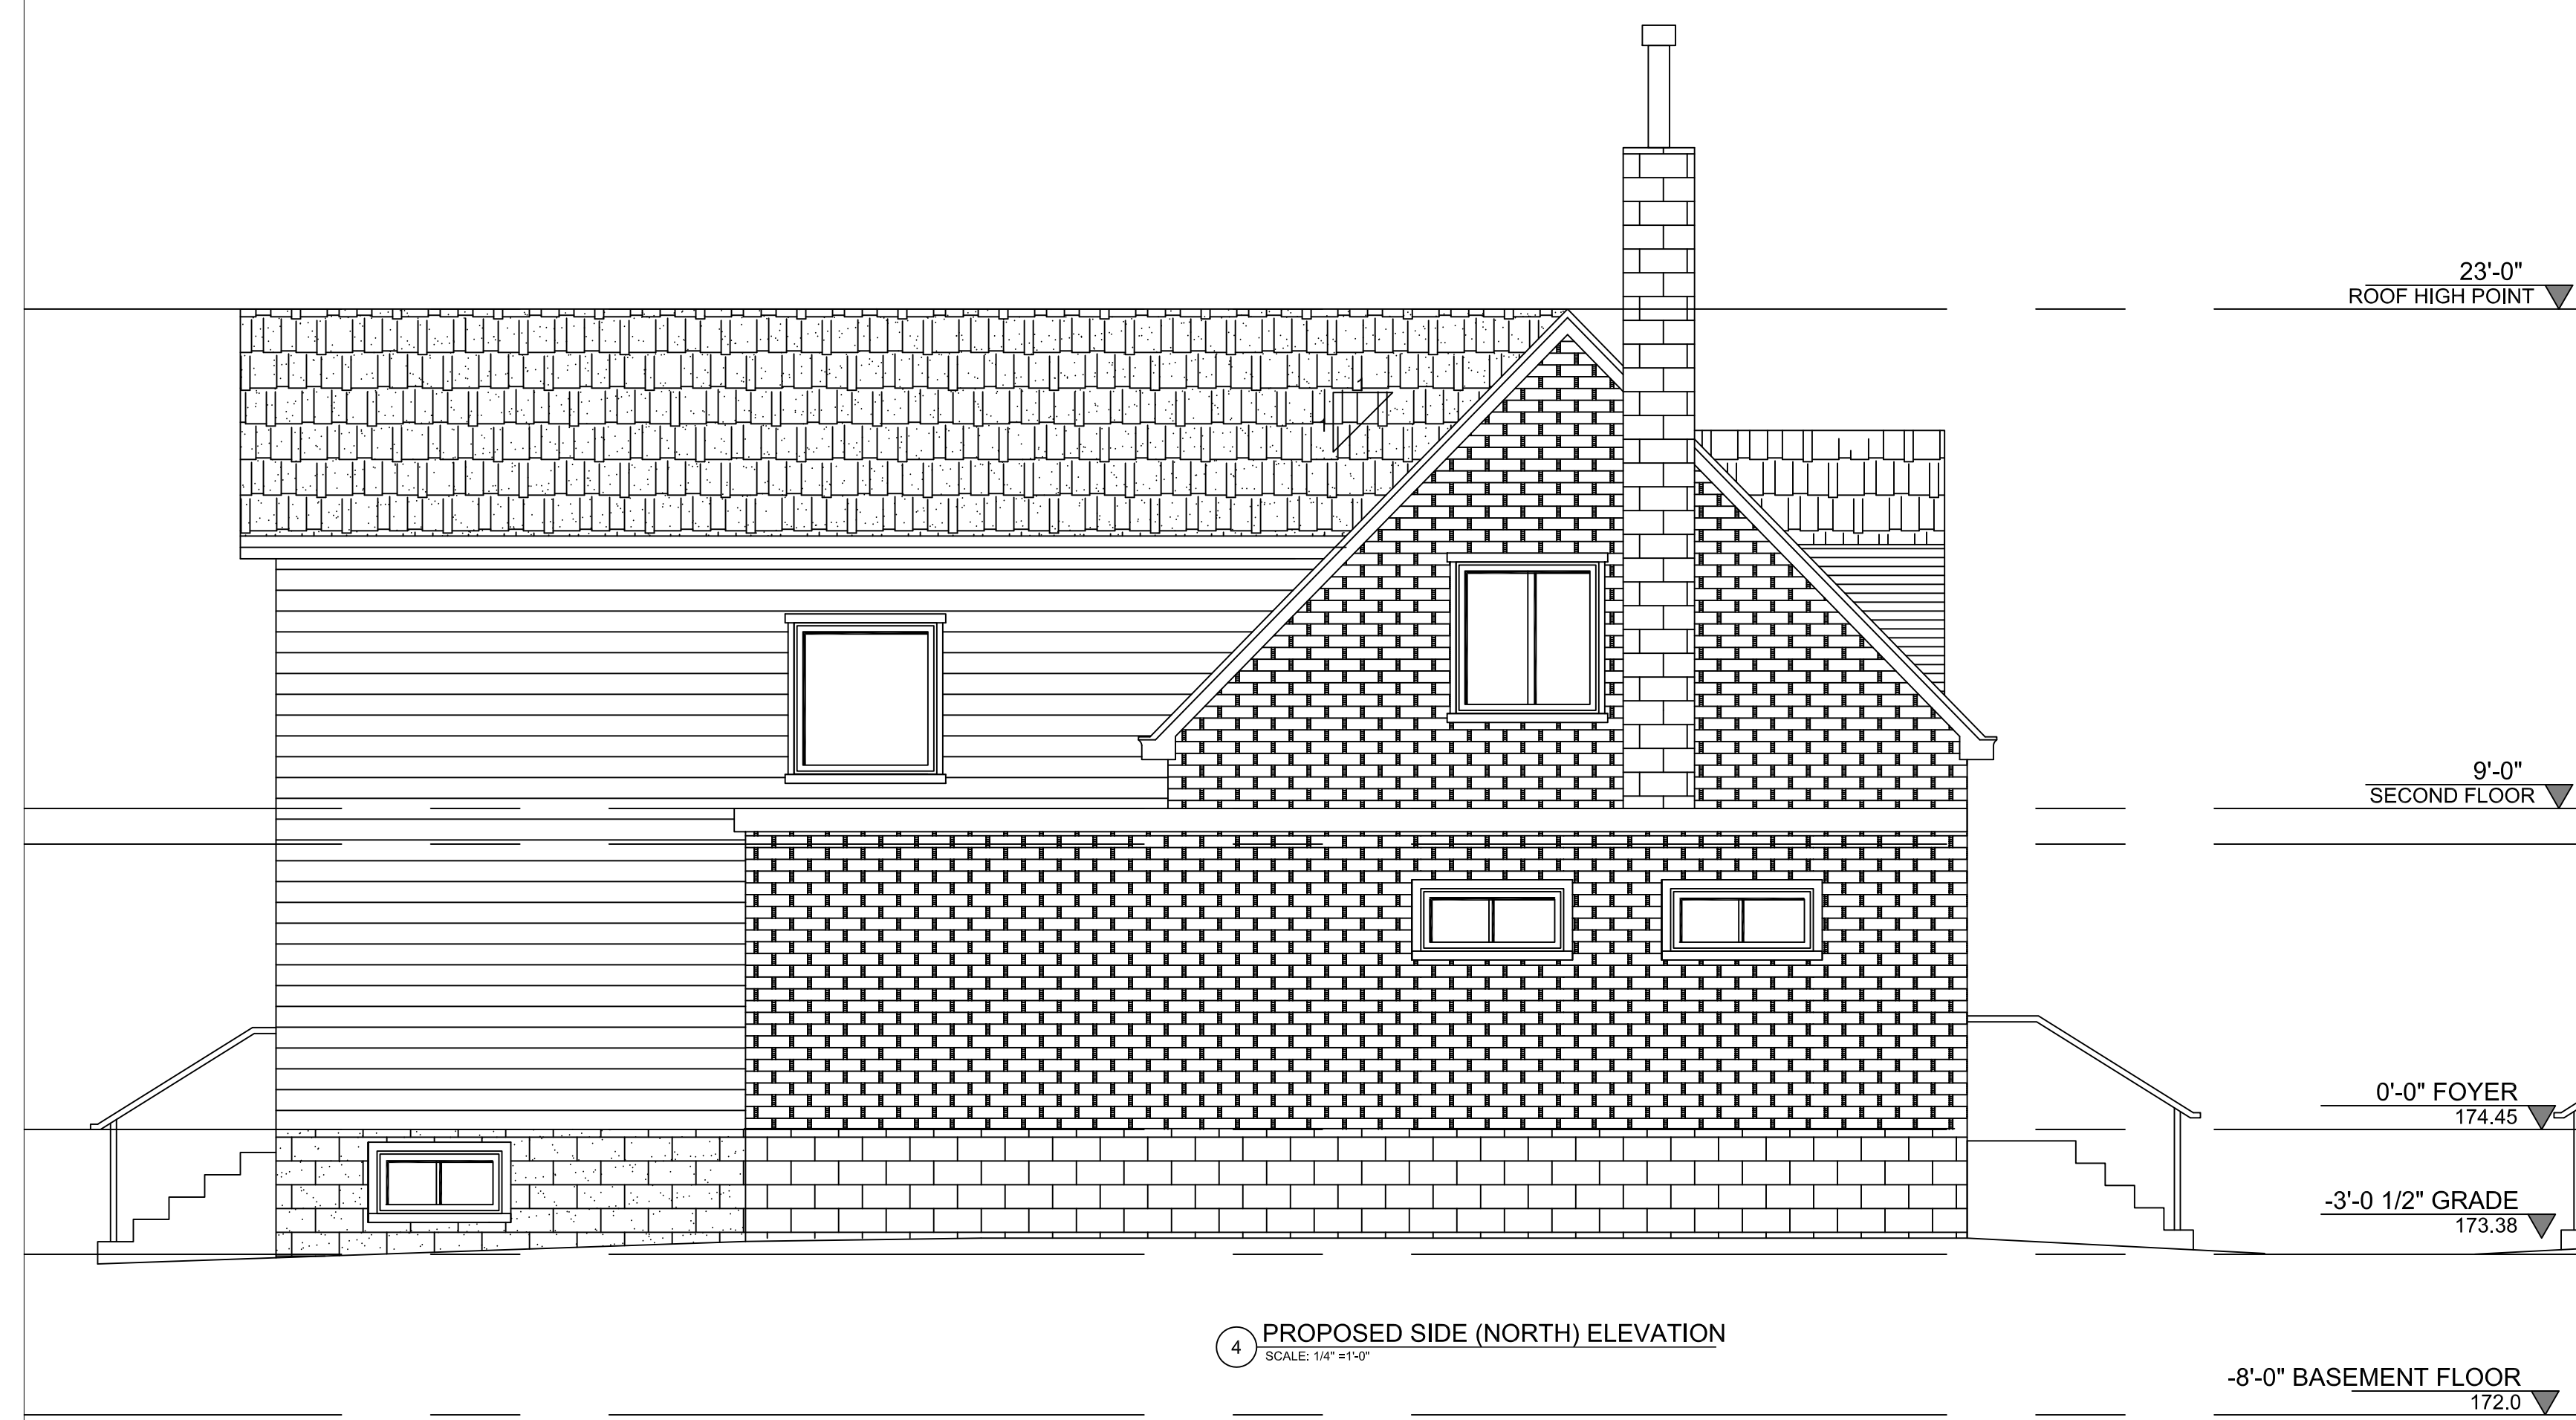 23'-0"
ROOF HIGH POINT
9'-0"
SECOND FLOOR
0'-0" FOYER
174.45
-3'-0 1/2" GRADE
173.38
4 PROPOSED SIDE (NORTH) ELEVATION
SCALE: 1/4" =1'-0"
-8'-0" BASEMENT FLOOR
172.0